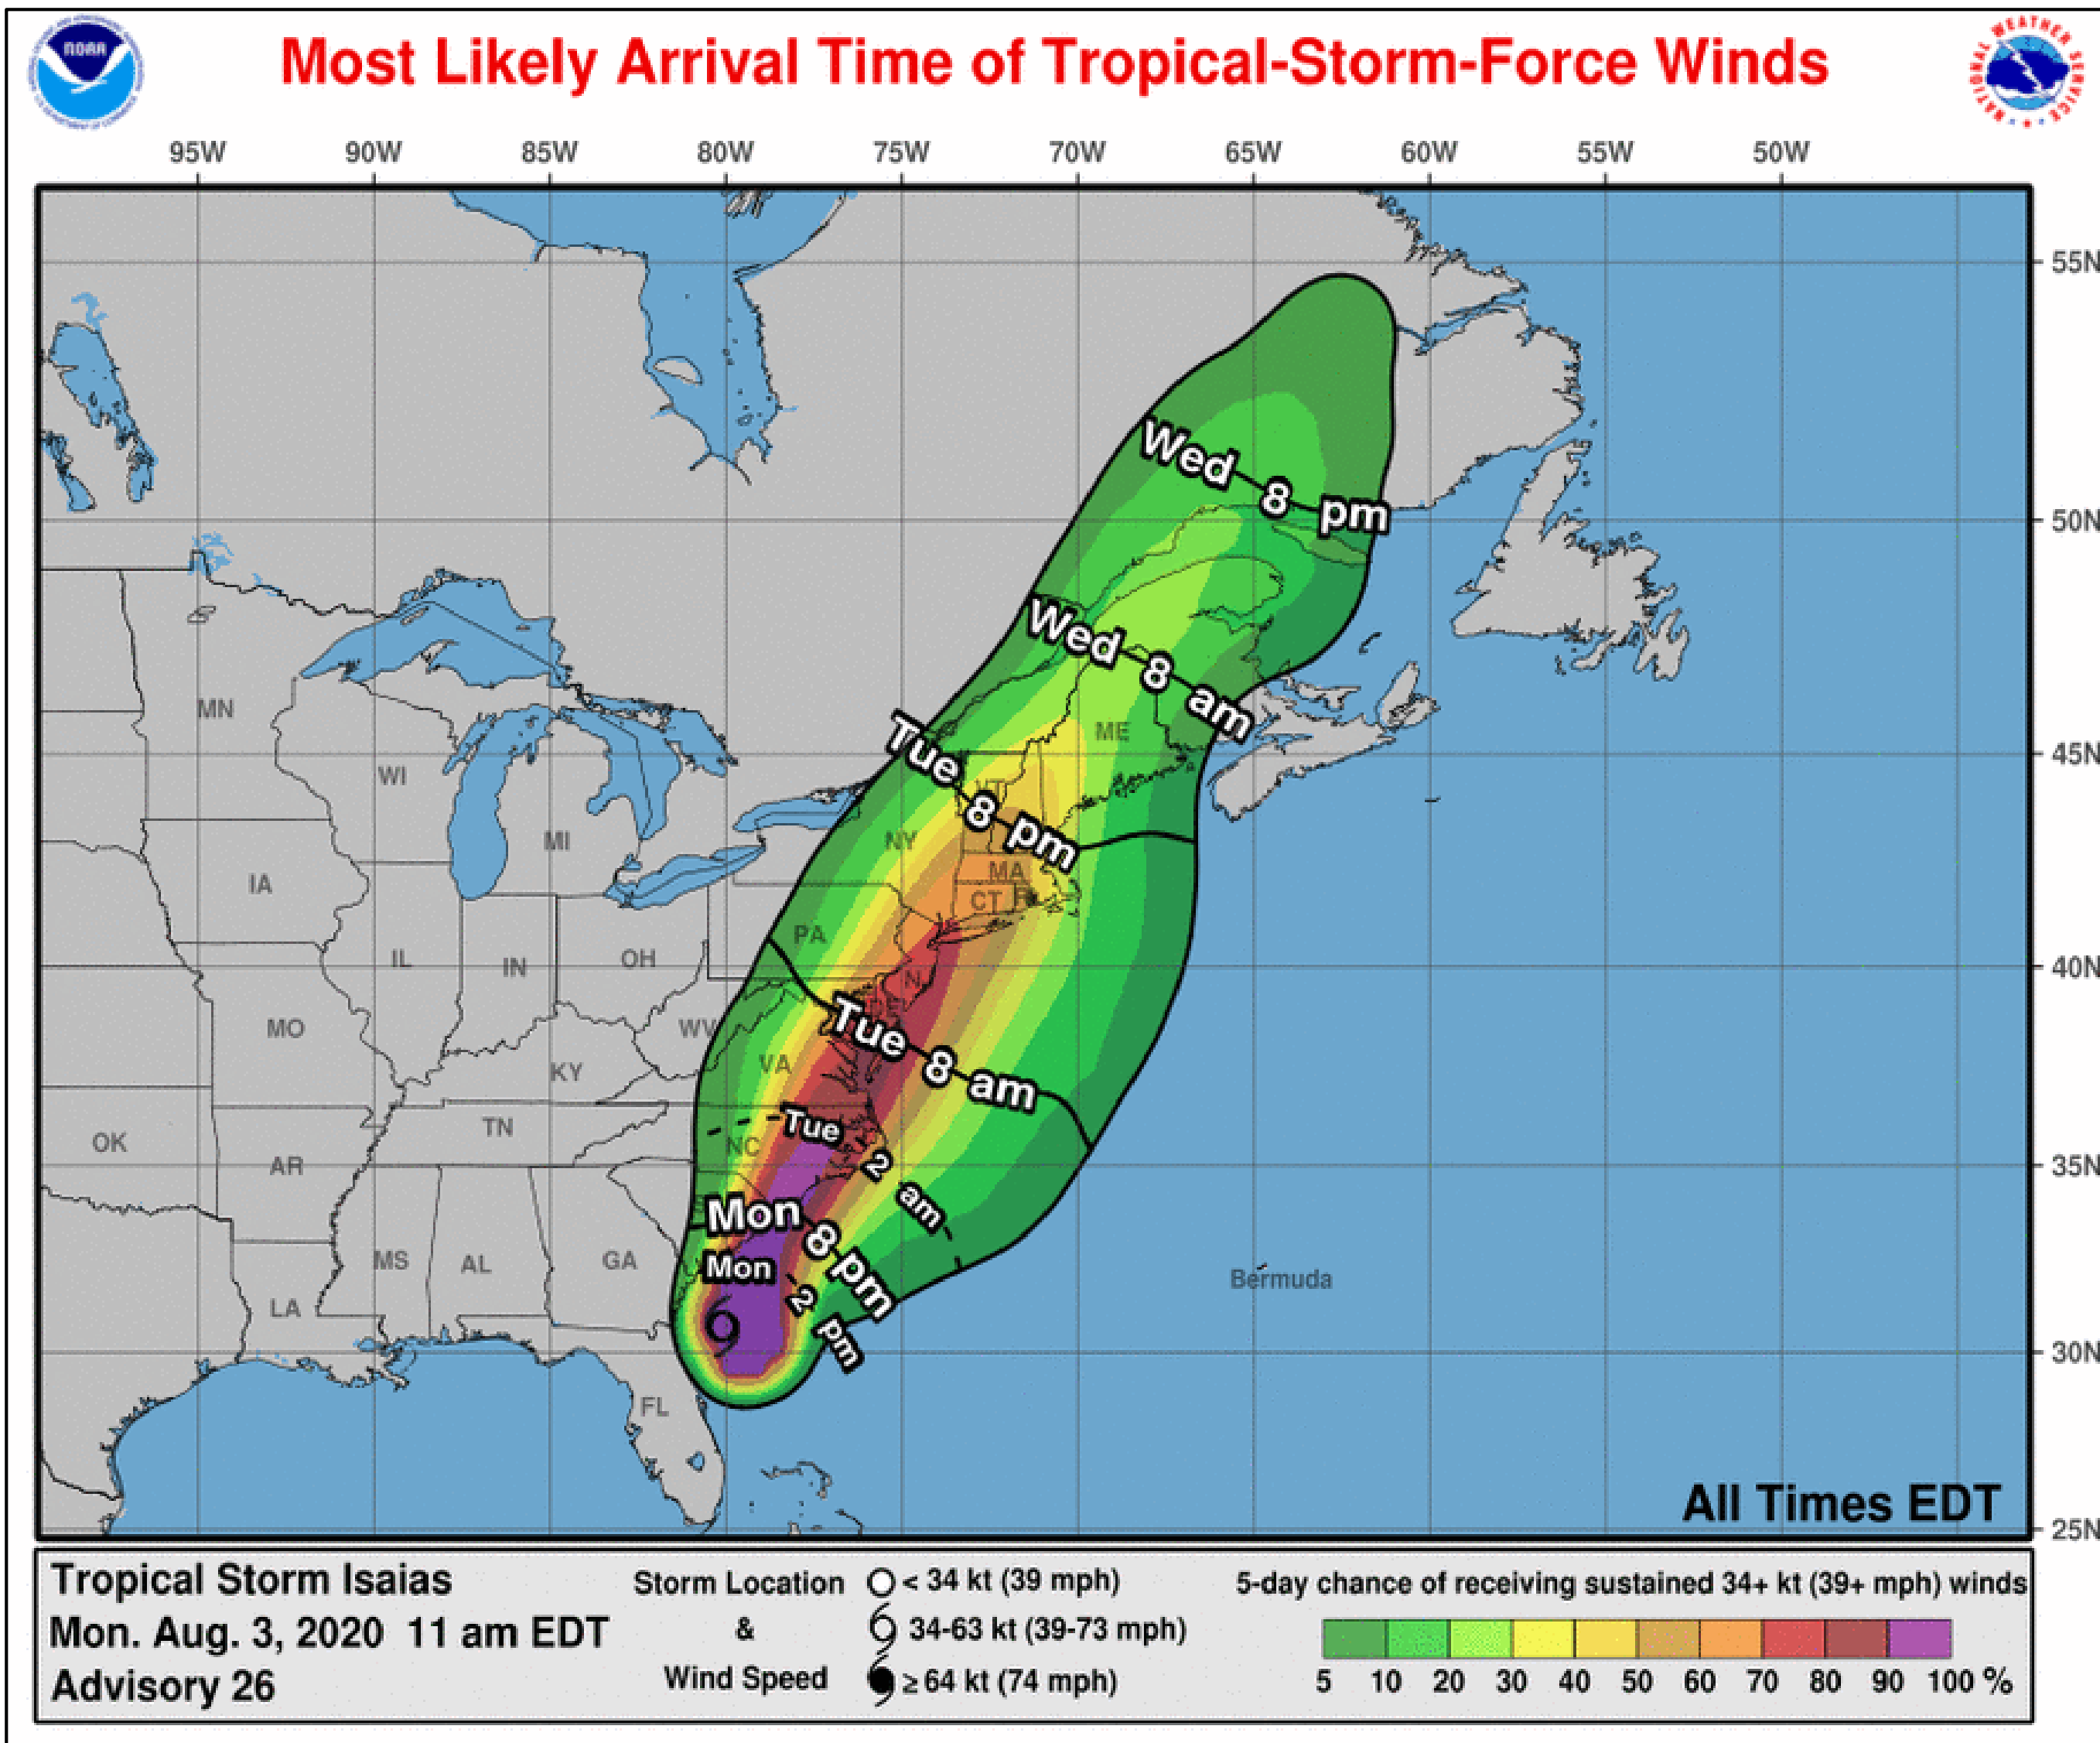 NOAA
Most Likely Arrival Time of Tropical-Storm-Force Winds
NATIONAL WEATHER SERVICE
95W 90W 85W 80W 75W 70W 65W 60W 55W 50W
55N
Wed 8 pm
50N
Wed 8 am
MN
ME
Tue 8 pm
45N
WI
VT
MI
NY
MA
IA
CT
PA
IL
IN
OH
40N
MO
WV
Tue 8 am
VA
KY
TN
Tue 2 am
OK
NC
AR
35N
Mon 8 pm
MS
AL
GA
Mon 2 pm
Bermuda
LA
30N
FL
All Times EDT
25N
Tropical Storm Isaias
Mon. Aug. 3, 2020 11 am EDT
Advisory 26
Storm Location
&
Wind Speed
< 34 kt (39 mph)
34-63 kt (39-73 mph)
≥ 64 kt (74 mph)
5-day chance of receiving sustained 34+ kt (39+ mph) winds
5 10 20 30 40 50 60 70 80 90 100 %